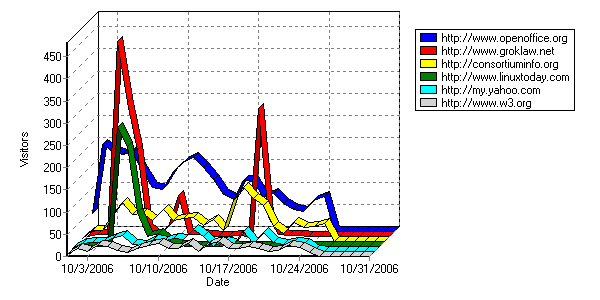 450
400
350
300
250
200
150
100
50
0
Visitors
10/3/2006 10/10/2006 10/17/2006 10/24/2006 10/31/2006
Date
http://www.openoffice.org
http://www.groklaw.net
http://consortiuminfo.org
http://www.linuxtoday.com
http://my.yahoo.com
http://www.w3.org